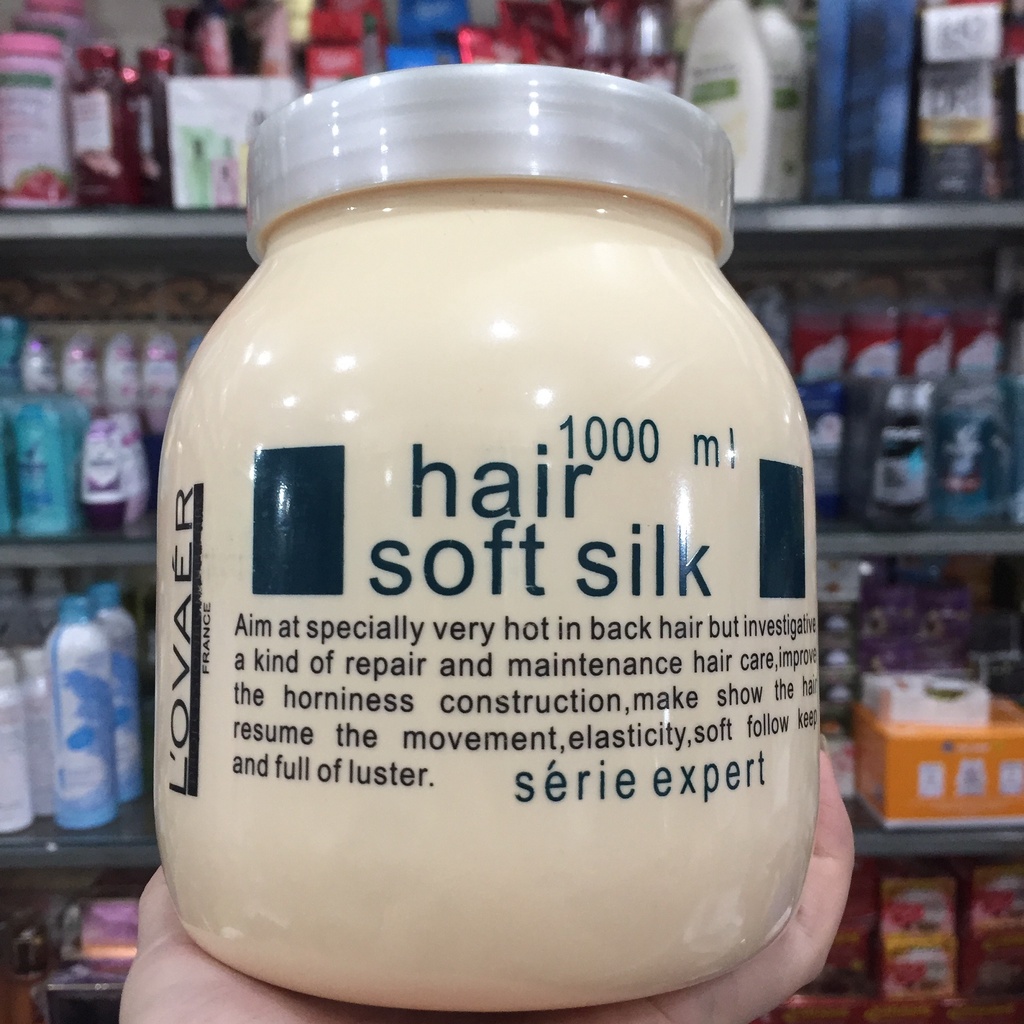 1000 ml
hair
soft silk
L'OVAÉR
FRANCE
Aim at specially very hot in back hair but investigative
a kind of repair and maintenance hair care,improve
the horniness construction,make show the hair
resume the movement,elasticity,soft follow keep
and full of luster.
série expert